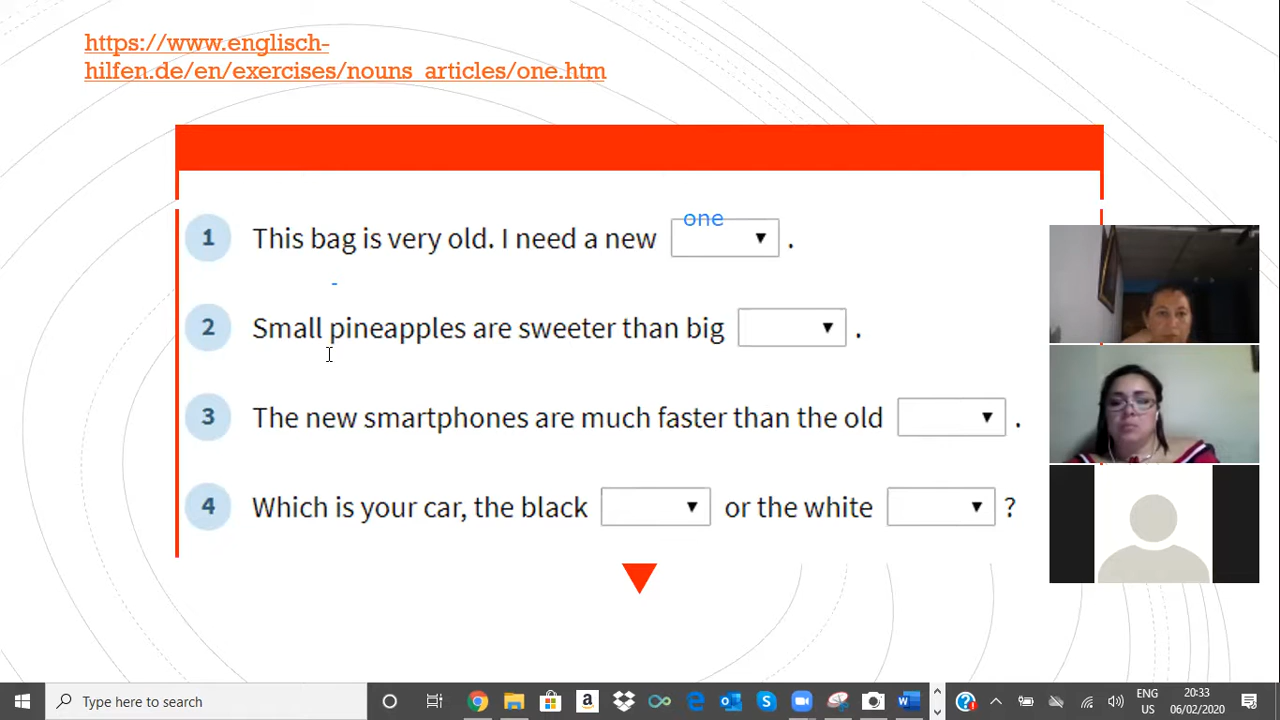 https://www.englisch-
hilfen.de/en/exercises/nouns_articles/one.htm
one
1 This bag is very old. I need a new .
-
2 Small pineapples are sweeter than big .
3 The new smartphones are much faster than the old .
4 Which is your car, the black or the white ?
Type here to search
ENG
US
20:33
06/02/2020